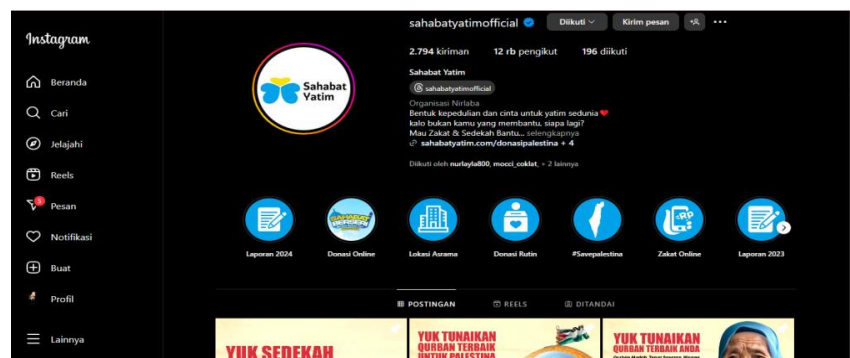 Instagram
Beranda
Cari
Jelajahi
Reels
5
Pesan
Notifikasi
Buat
Profil
Lainnya
sahabatyatimofficial
Diikuti
Kirim pesan
2.794 kiriman 12 rb pengikut 196 diikuti
Sahabat
Yatim
Sahabat Yatim
sahabatyatimofficial
Organisasi Nirlaba
Bentuk kepedulian dan cinta untuk yatim sedunia
kalo bukan kamu yang membantu, siapa lagi?
Mau Zakat & Sedekah Bantu... selengkapnya
sahabatyatim.com/donasipalestina + 4
Diikuti oleh nurlayla800, mocci_coklat, + 2 lainnya
SAHABAT
RP
Laporan 2024
Donasi Online
Lokasi Asrama
Donasi Rutin
#Savepalestina
Zakat Online
Laporan 2023
POSTINGAN
REELS
DITANDAI
YUK SEDEKAH
YUK TUNAIKAN
QURBAN TERBAIK
UNTUK PALESTINA
YUK TUNAIKAN
QURBAN TERBAIK ANDA